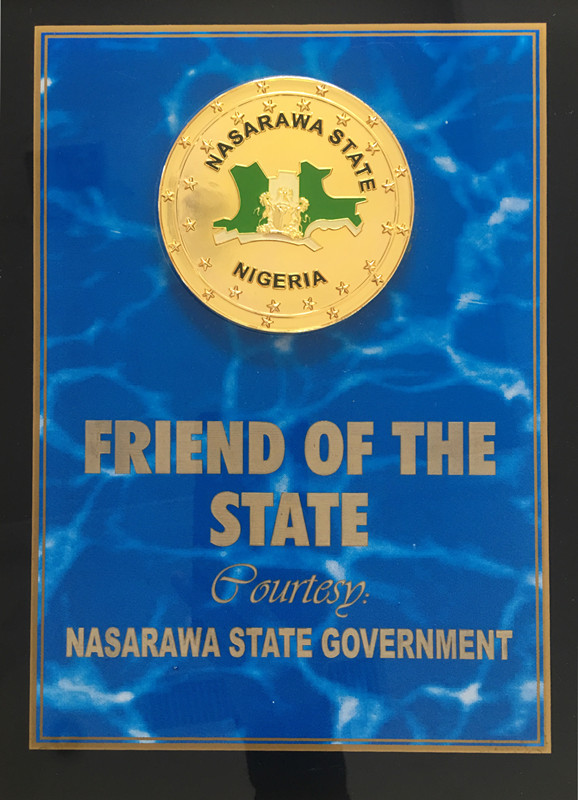 NASARAWA STATE
NIGERIA
FRIEND OF THE
STATE
Courtesy:
NASARAWA STATE GOVERNMENT